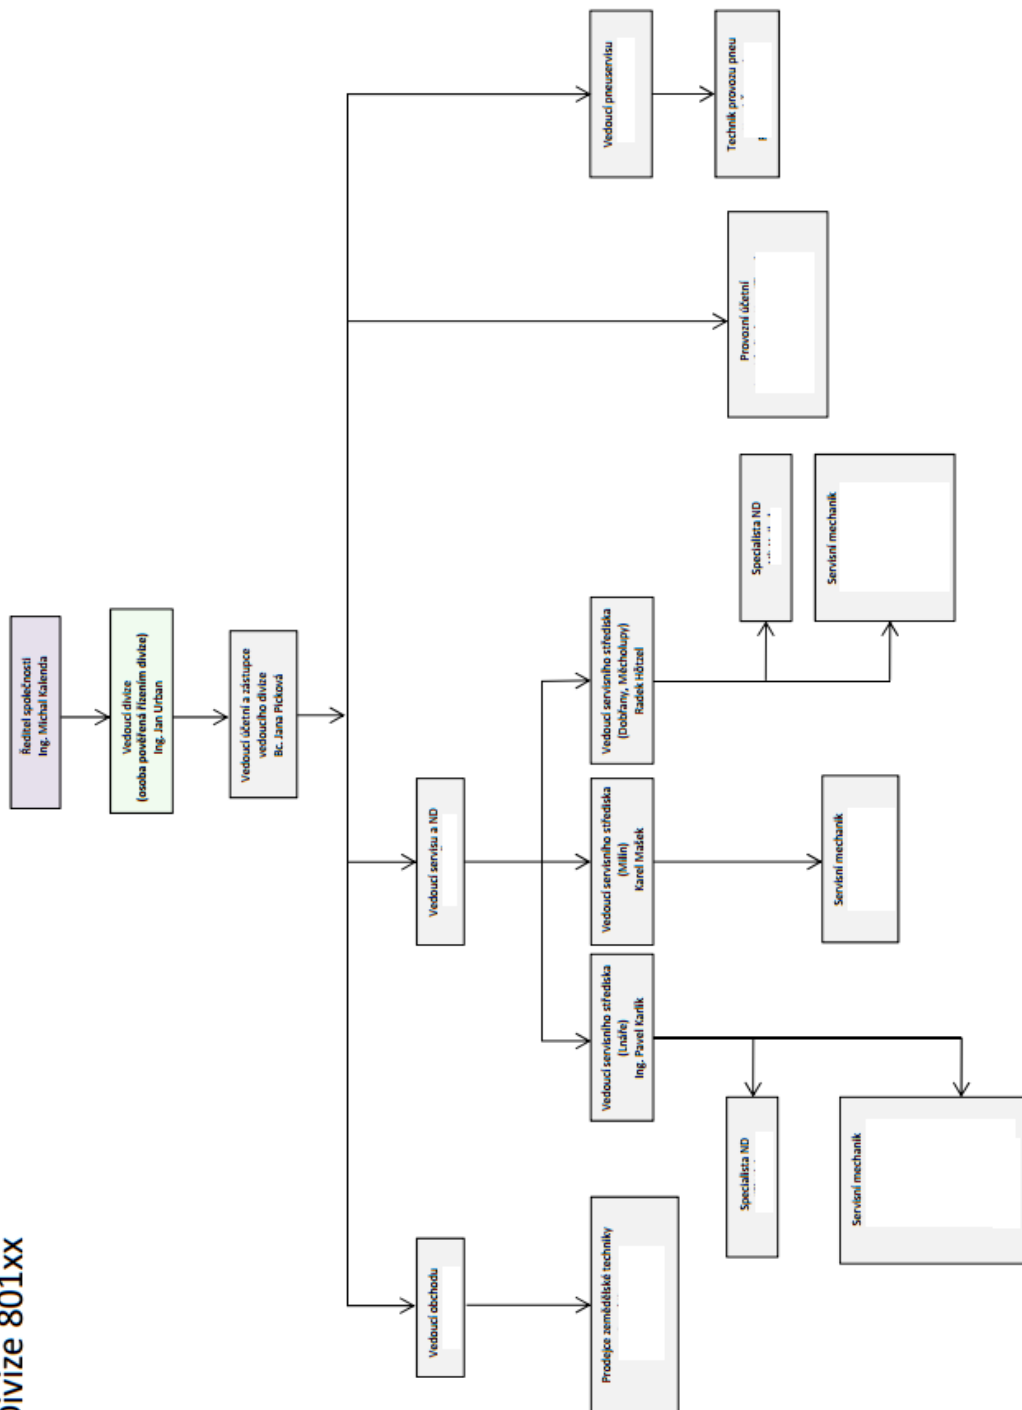 Divize 801xx
Ředitel společnosti
Ing. Michal Kalenda
Vedoucí divize
(osoba pověřená řízením divize)
Ing. Jan Urban
Vedoucí účetní a zástupce
vedoucího divize
Bc. Jana Picková
Vedoucí obchodu
Vedoucí servisu a ND
Prodejce zemědělské techniky
Vedoucí servisního střediska
(Lnáře)
Ing. Pavel Karlík
Vedoucí servisního střediska
(Milín)
Karel Mašek
Vedoucí servisního střediska
(Dobřany, Měcholupy)
Radek Hötzel
Vedoucí pneuservisu
Technik provozu pneu
Provozní účetní
Specialista ND
Servisní mechanik
Servisní mechanik
Specialista ND
Servisní mechanik